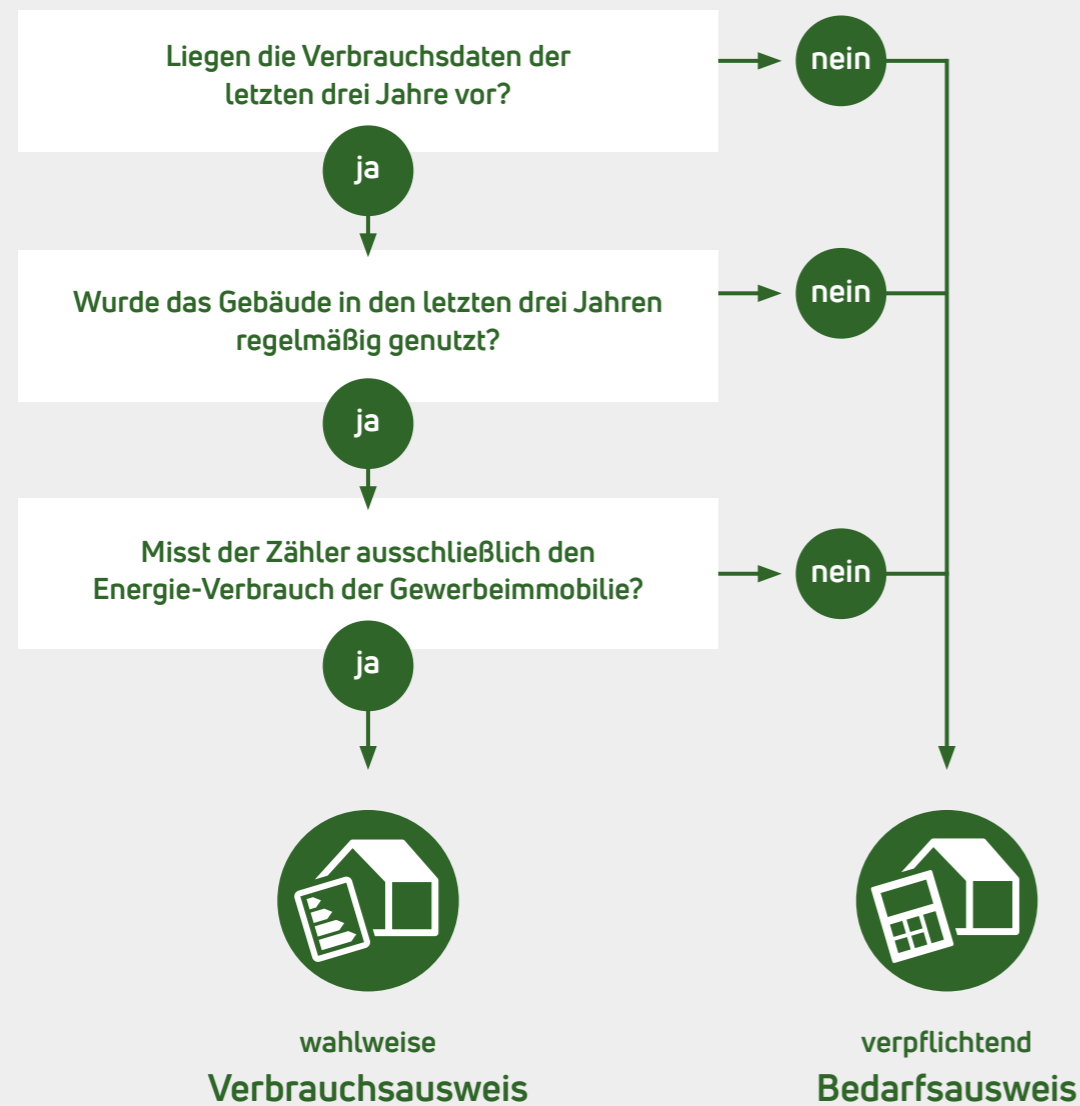 Liegen die Verbrauchsdaten der
letzten drei Jahre vor?
nein
ja
Wurde das Gebäude in den letzten drei Jahren
regelmäßig genutzt?
nein
ja
Misst der Zähler ausschließlich den
Energie-Verbrauch der Gewerbeimmobilie?
nein
ja
wahlweise
Verbrauchsausweis
verpflichtend
Bedarfsausweis